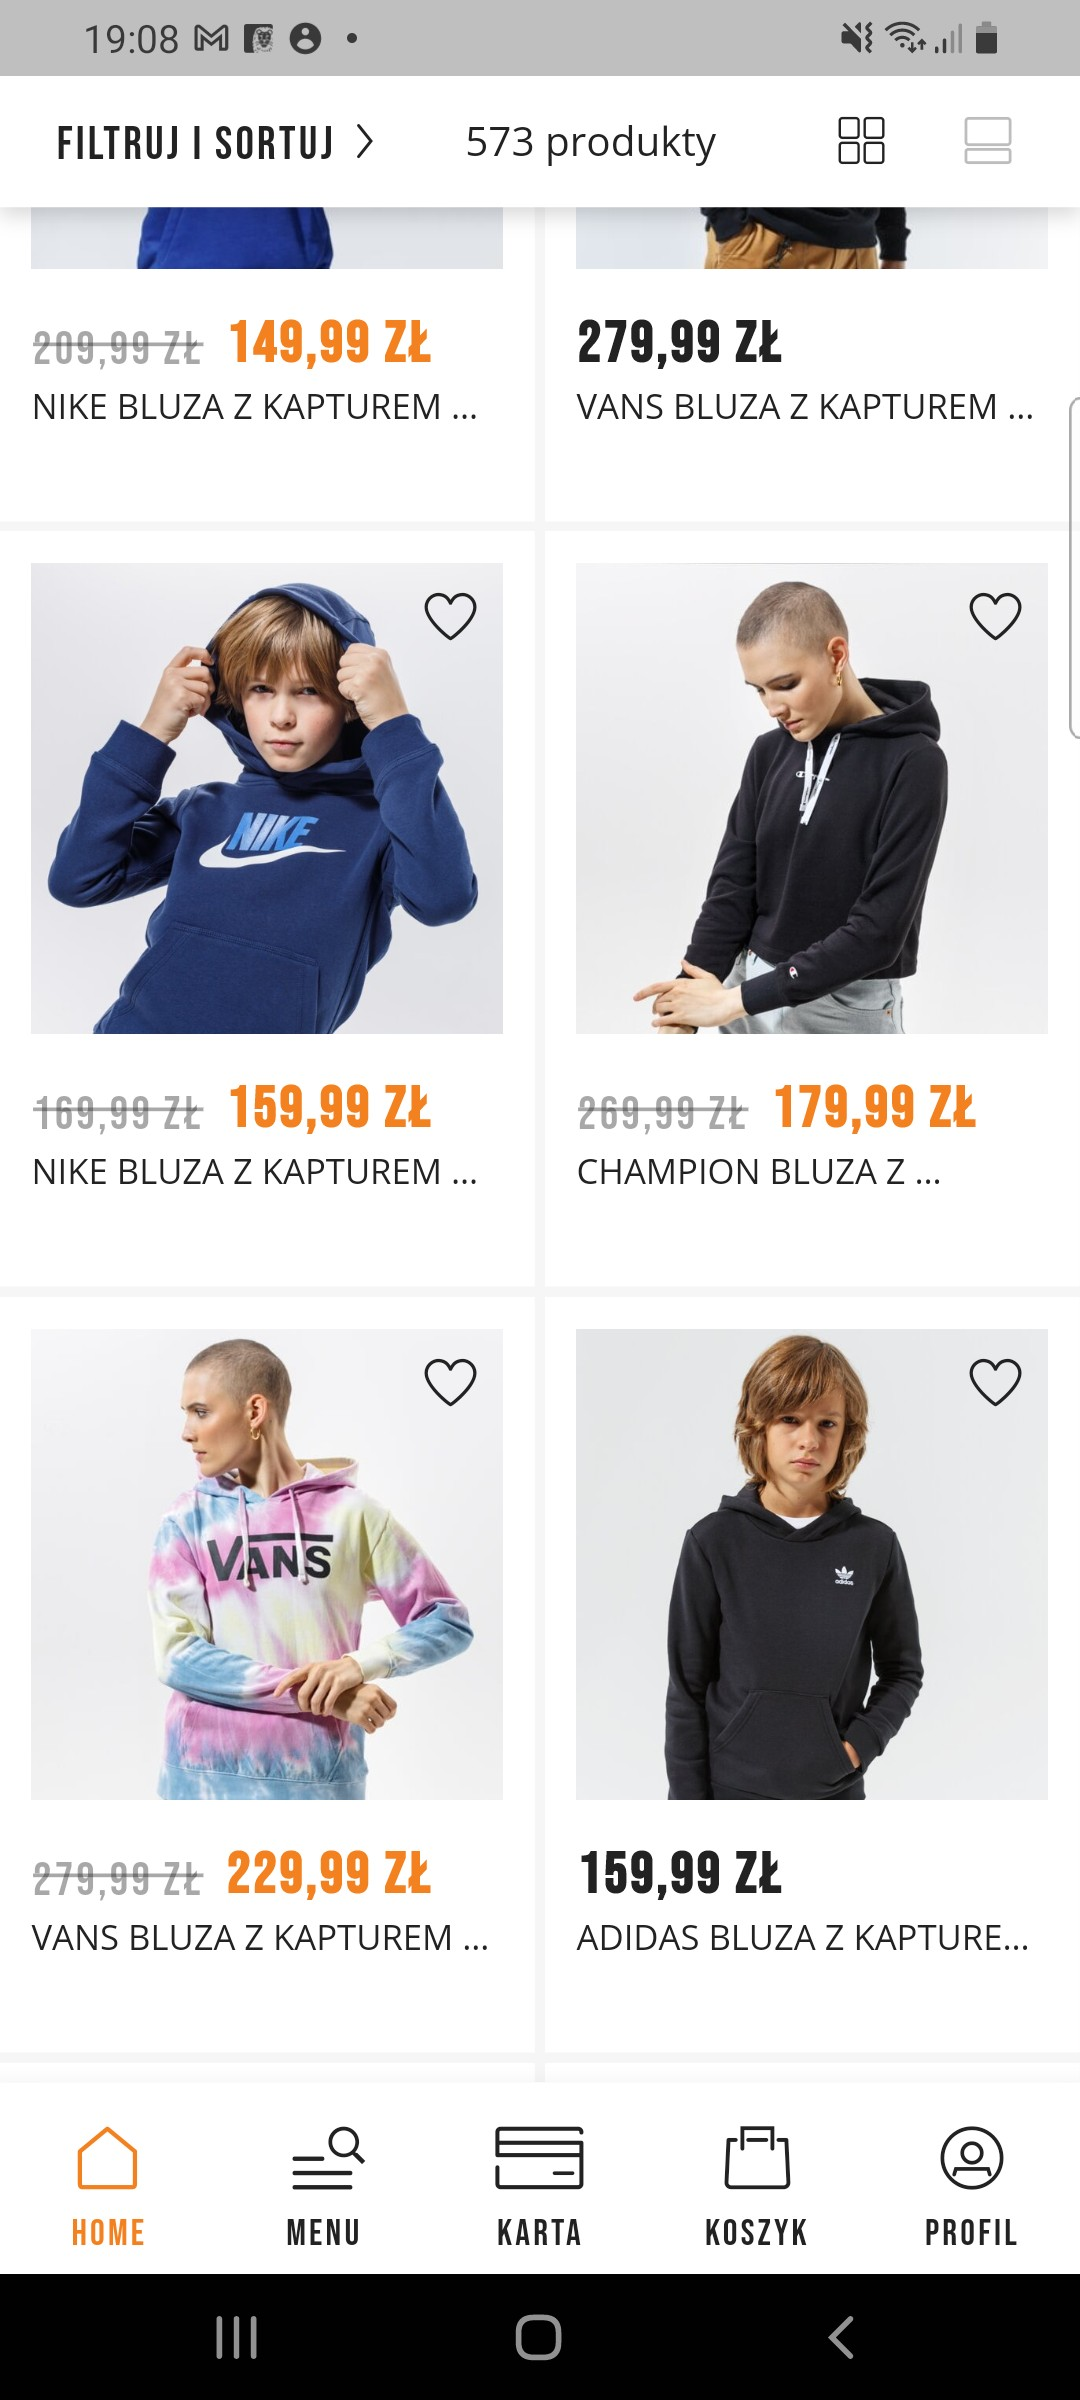 19:08
FILTRUJ I SORTUJ
573 produkty
209,99 ZŁ 149,99 ZŁ
NIKE BLUZA Z KAPTUREM ...
279,99 ZŁ
VANS BLUZA Z KAPTUREM ...
NIKE
169,99 ZŁ 159,99 ZŁ
NIKE BLUZA Z KAPTUREM ...
269,99 ZŁ 179,99 ZŁ
CHAMPION BLUZA Z ...
VANS
adidas
279,99 ZŁ 229,99 ZŁ
VANS BLUZA Z KAPTUREM ...
159,99 ZŁ
ADIDAS BLUZA Z KAPTURE...
HOME
MENU
KARTA
KOSZYK
PROFIL